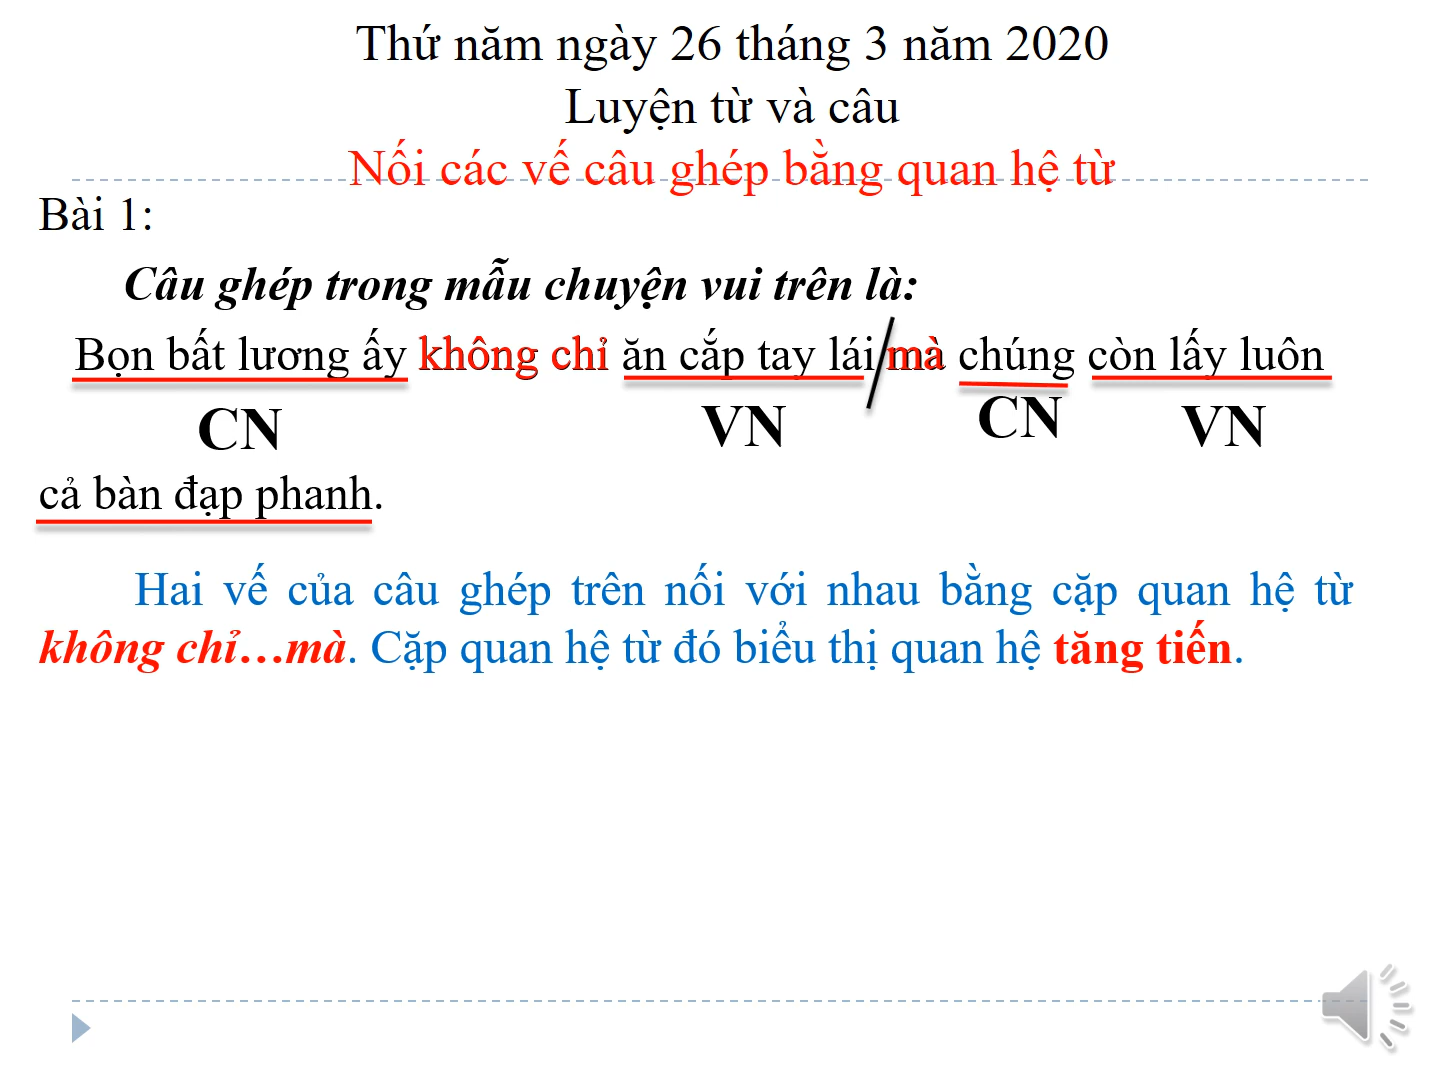 Thứ năm ngày 26 tháng 3 năm 2020
Luyện từ và câu
Nối các vế câu ghép bằng quan hệ từ
Bài 1:
Câu ghép trong mẫu chuyện vui trên là:
Bọn bất lương ấy không chỉ ăn cắp tay lái/mà chúng còn lấy luôn
CN VN CN VN
cả bàn đạp phanh.
Hai vế của câu ghép trên nối với nhau bằng cặp quan hệ từ
không chỉ…mà. Cặp quan hệ từ đó biểu thị quan hệ tăng tiến.